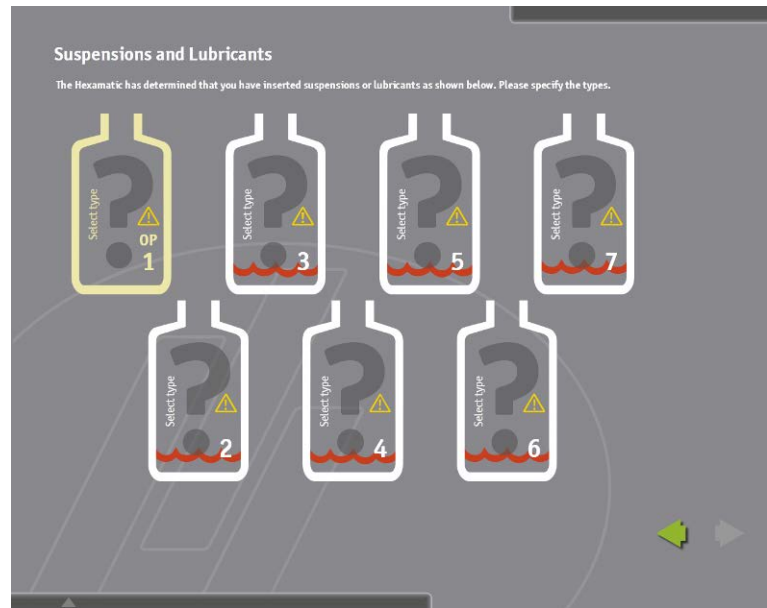 Suspensions and Lubricants
The Hexamatic has determined that you have inserted suspensions or lubricants as shown below. Please specify the types.
Select type
?
OP
1
Select type
?
3
Select type
?
5
Select type
?
7
Select type
?
2
Select type
?
4
Select type
?
6